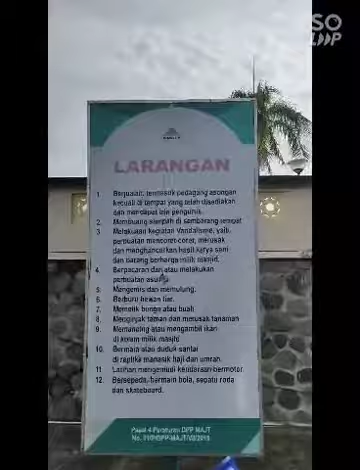 LARANGAN
1. Berjualan, termasuk pedagang asongan
kecuali di tempat yang telah disediakan
dan mendapat izin pengurus.
2. Membuang sampah di sembarang tempat
3. Melakukan kegiatan Vandalisme, yaitu
perbuatan mencoret-coret, merusak
dan menghancurkan hasil karya seni
dan barang berharga milik masjid.
4. Berpacaran dan atau melakukan
perbuatan asusila.
5. Mengemis dan memulung.
6. Berburu hewan liar.
7. Memetik bunga atau buah
8. Menginjak taman dan merusak tanaman
9. Memancing atau mengambil ikan
di kolam milik masjid
10. Bermain atau duduk santai
di replika manasik haji dan umrah.
11. Latihan mengemudi kendaraan bermotor.
12. Bersepeda, bermain bola, sepatu roda
dan skateboard.
Pasal 4 Peraturan DPP MAJT